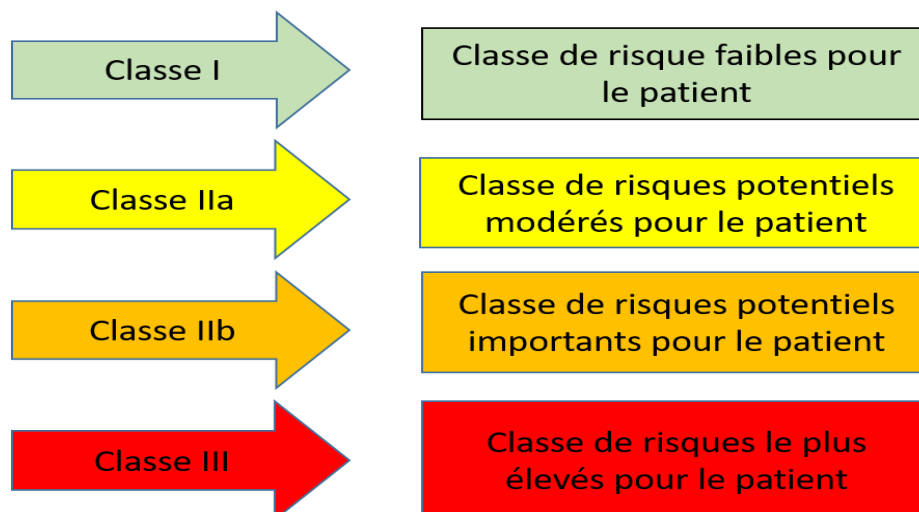 Classe I
Classe de risque faibles pour
le patient
Classe IIa
Classe de risques potentiels
modérés pour le patient
Classe IIb
Classe de risques potentiels
importants pour le patient
Classe III
Classe de risques le plus
élevés pour le patient